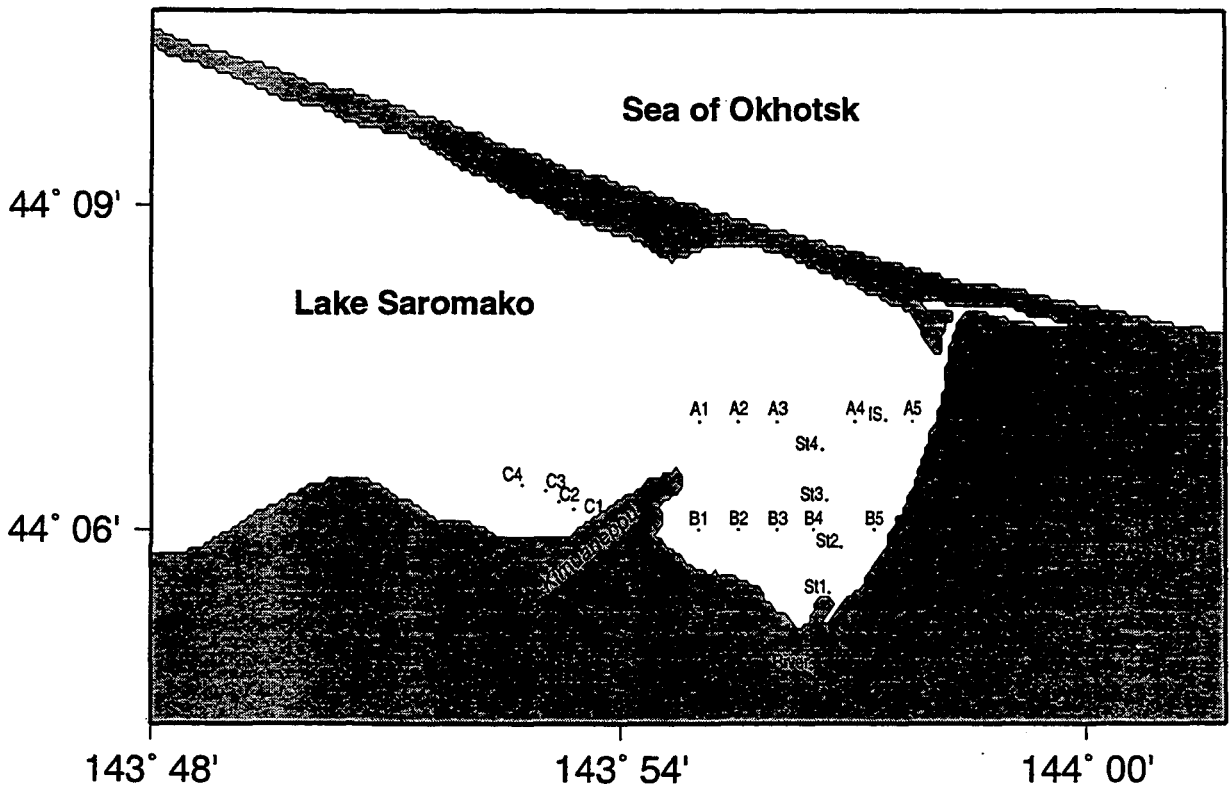 Sea of Okhotsk
44° 09'
Lake Saromako
A1 A2 A3 A4 IS. A5
St4.
C4 C3
C2
C1
St3.
44° 06'
B1 B2 B3 B4 B5
St2.
St1.
143° 48' 143° 54' 144° 00'